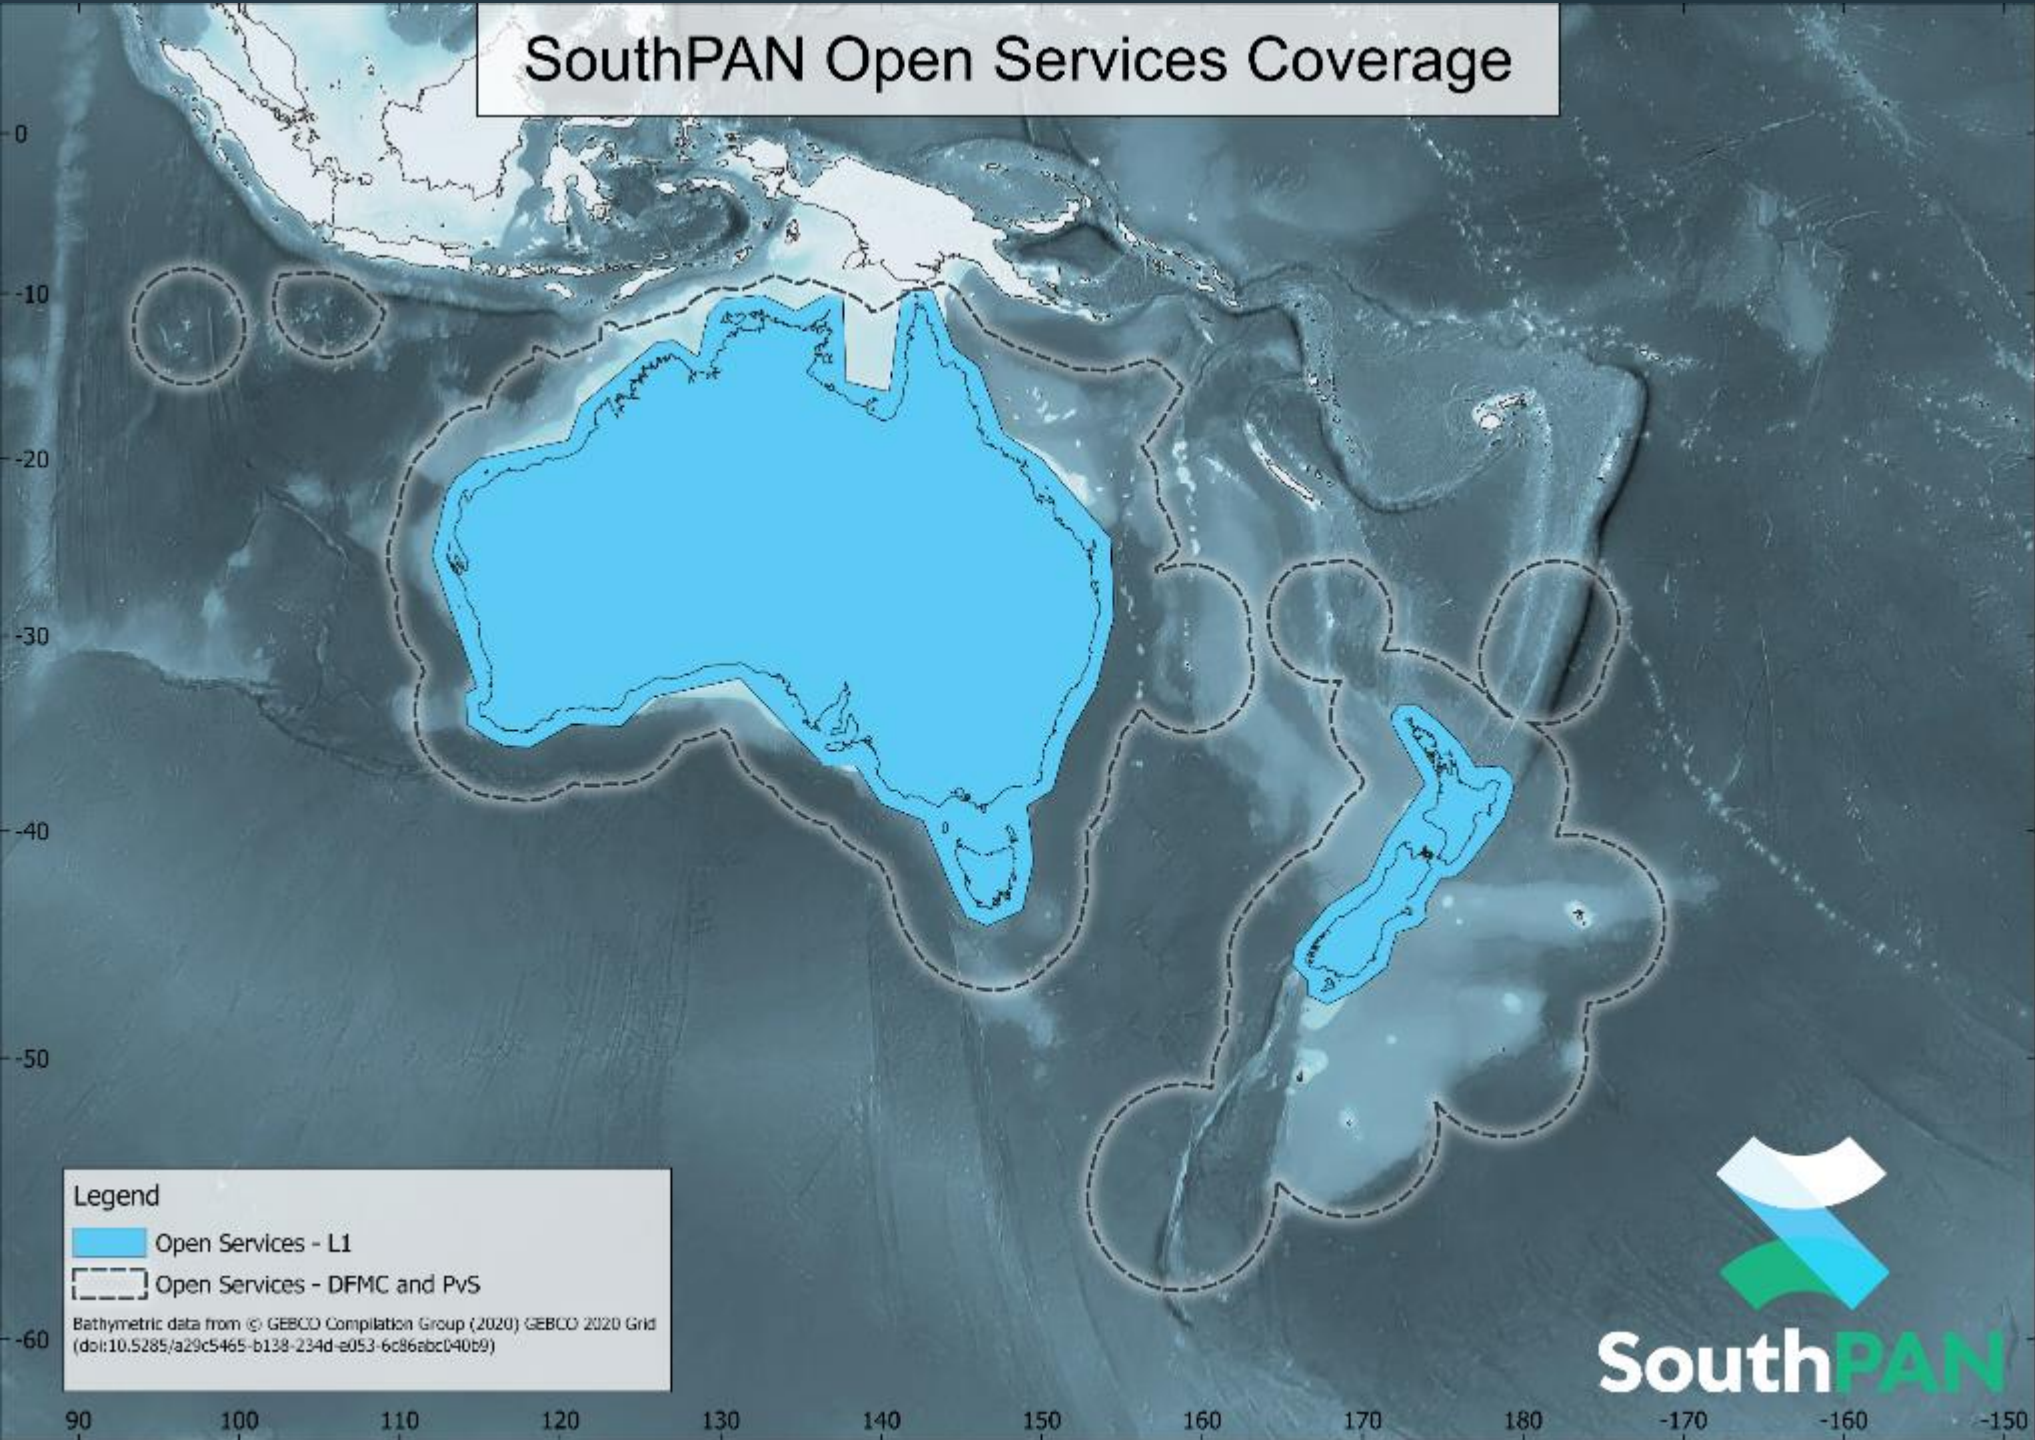 SouthPAN Open Services Coverage
0
-10
-20
-30
-40
-50
-60
Legend
Open Services - L1
Open Services - DFMC and PvS
Bathymetric data from © GEBCO Compilation Group (2020) GEBCO 2020 Grid
(doi:10.5285/a29c5465-b138-234d-e053-6c86abc040b9)
SouthPAN
90 100 110 120 130 140 150 160 170 180 -170 -160 -150